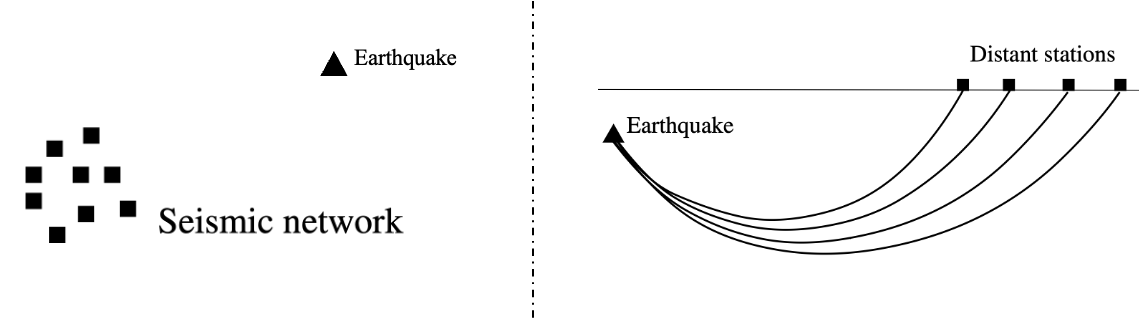 Earthquake
Seismic network
Distant stations
Earthquake